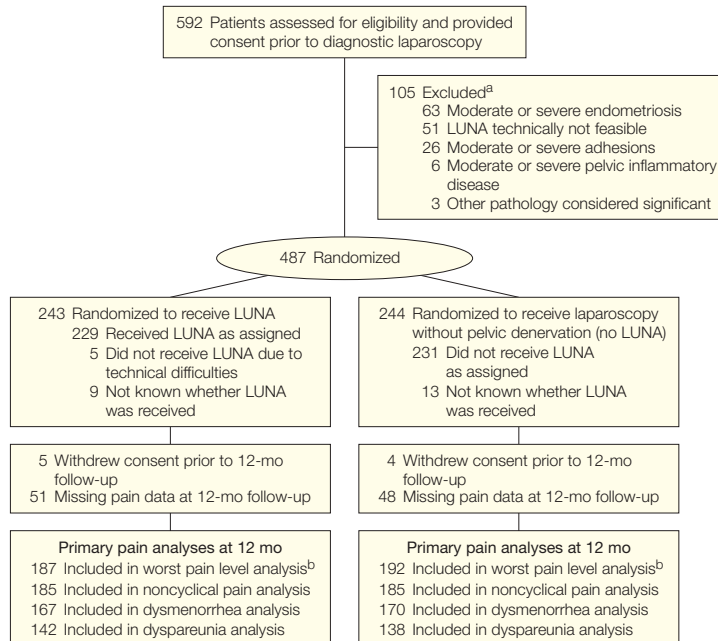 592 Patients assessed for eligibility and provided
consent prior to diagnostic laparoscopy
105 Excludedᵃ
63 Moderate or severe endometriosis
51 LUNA technically not feasible
26 Moderate or severe adhesions
6 Moderate or severe pelvic inflammatory
disease
3 Other pathology considered significant
487 Randomized
243 Randomized to receive LUNA
229 Received LUNA as assigned
5 Did not receive LUNA due to
technical difficulties
9 Not known whether LUNA
was received
244 Randomized to receive laparoscopy
without pelvic denervation (no LUNA)
231 Did not receive LUNA
as assigned
13 Not known whether LUNA
was received
5 Withdrew consent prior to 12-mo
follow-up
51 Missing pain data at 12-mo follow-up
4 Withdrew consent prior to 12-mo
follow-up
48 Missing pain data at 12-mo follow-up
Primary pain analyses at 12 mo
187 Included in worst pain level analysisᵇ
185 Included in noncyclical pain analysis
167 Included in dysmenorrhea analysis
142 Included in dyspareunia analysis
Primary pain analyses at 12 mo
192 Included in worst pain level analysisᵇ
185 Included in noncyclical pain analysis
170 Included in dysmenorrhea analysis
138 Included in dyspareunia analysis